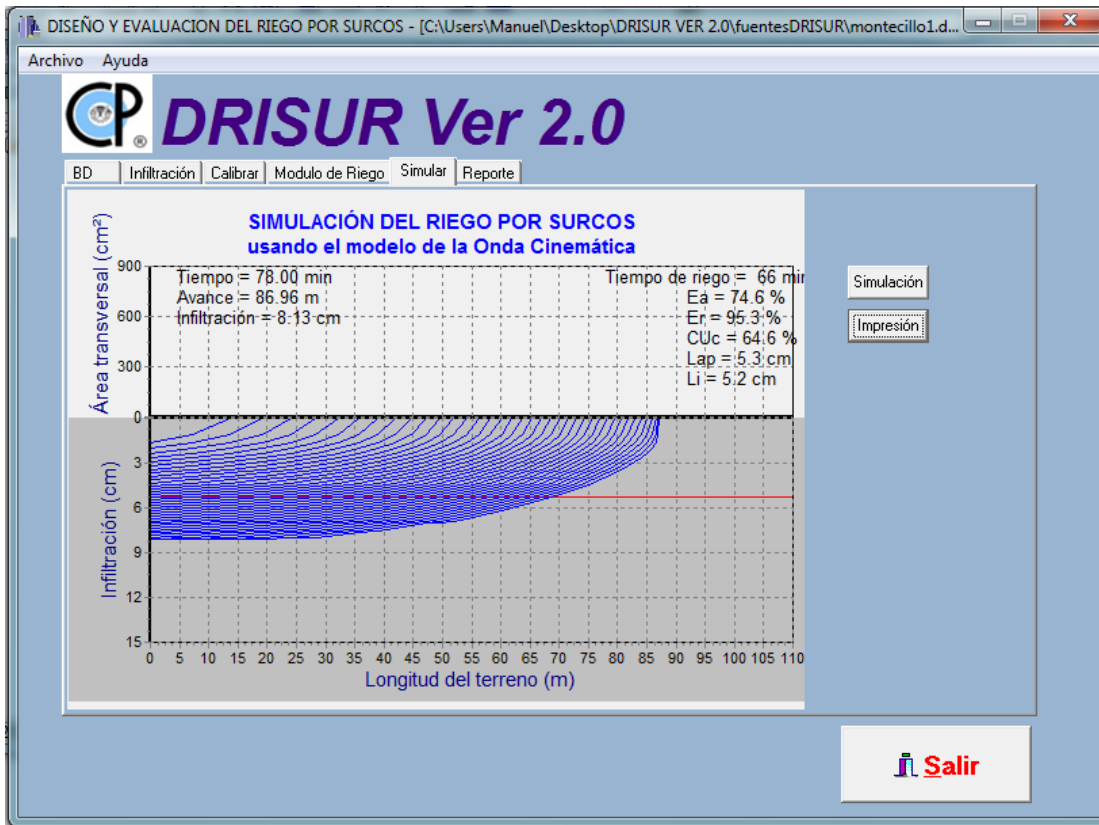 DISEÑO Y EVALUACION DEL RIEGO POR SURCOS - [C:\Users\Manuel\Desktop\DRISUR VER 2.0\fuentesDRISUR\montecillo1.d...
Archivo Ayuda
CP ®
DRISUR Ver 2.0
BD Infiltración Calibrar Modulo de Riego Simular Reporte
SIMULACIÓN DEL RIEGO POR SURCOS
usando el modelo de la Onda Cinemática
Área transversal (cm²)
900
600
300
0
Tiempo = 78.00 min
Avance = 86.96 m
Infiltración = 8.13 cm
Tiempo de riego = 66 min
Ea = 74.6 %
Er = 95.3 %
CUc = 64.6 %
Lap = 5.3 cm
Li = 5.2 cm
Infiltración (cm)
3
6
9
12
15
0 5 10 15 20 25 30 35 40 45 50 55 60 65 70 75 80 85 90 95 100 105 110
Longitud del terreno (m)
Simulación
Impresión
Salir